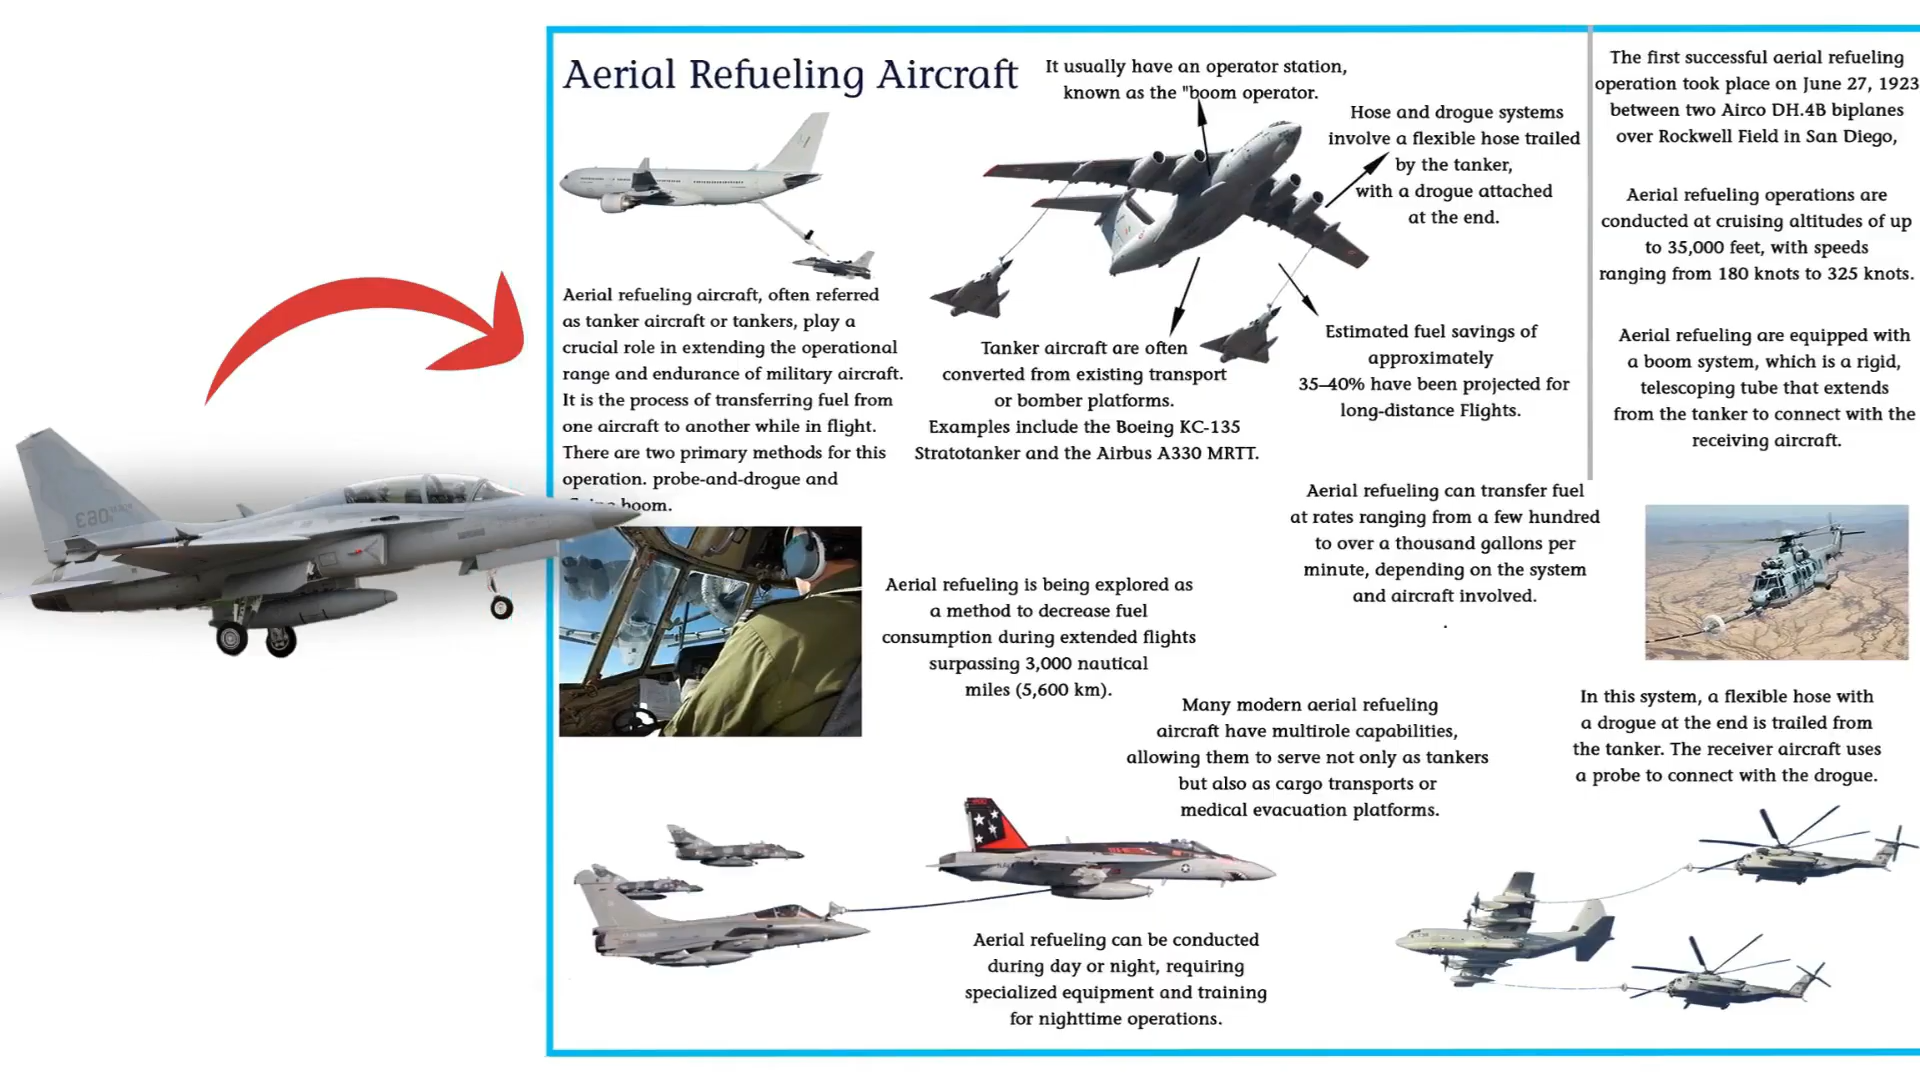 Aerial Refueling Aircraft
It usually have an operator station,
known as the "boom operator.
Hose and drogue systems
involve a flexible hose trailed
by the tanker,
with a drogue attached
at the end.
Aerial refueling aircraft, often referred
as tanker aircraft or tankers, play a
crucial role in extending the operational
range and endurance of military aircraft.
It is the process of transferring fuel from
one aircraft to another while in flight.
There are two primary methods for this
operation. probe-and-drogue and
boom.
Tanker aircraft are often
converted from existing transport
or bomber platforms.
Examples include the Boeing KC-135
Stratotanker and the Airbus A330 MRTT.
Estimated fuel savings of
approximately
35–40% have been projected for
long-distance Flights.
The first successful aerial refueling
operation took place on June 27, 1923
between two Airco DH.4B biplanes
over Rockwell Field in San Diego,
Aerial refueling operations are
conducted at cruising altitudes of up
to 35,000 feet, with speeds
ranging from 180 knots to 325 knots.
Aerial refueling are equipped with
a boom system, which is a rigid,
telescoping tube that extends
from the tanker to connect with the
receiving aircraft.
Aerial refueling can transfer fuel
at rates ranging from a few hundred
to over a thousand gallons per
minute, depending on the system
and aircraft involved.
.
Aerial refueling is being explored as
a method to decrease fuel
consumption during extended flights
surpassing 3,000 nautical
miles (5,600 km).
Many modern aerial refueling
aircraft have multirole capabilities,
allowing them to serve not only as tankers
but also as cargo transports or
medical evacuation platforms.
In this system, a flexible hose with
a drogue at the end is trailed from
the tanker. The receiver aircraft uses
a probe to connect with the drogue.
Aerial refueling can be conducted
during day or night, requiring
specialized equipment and training
for nighttime operations.